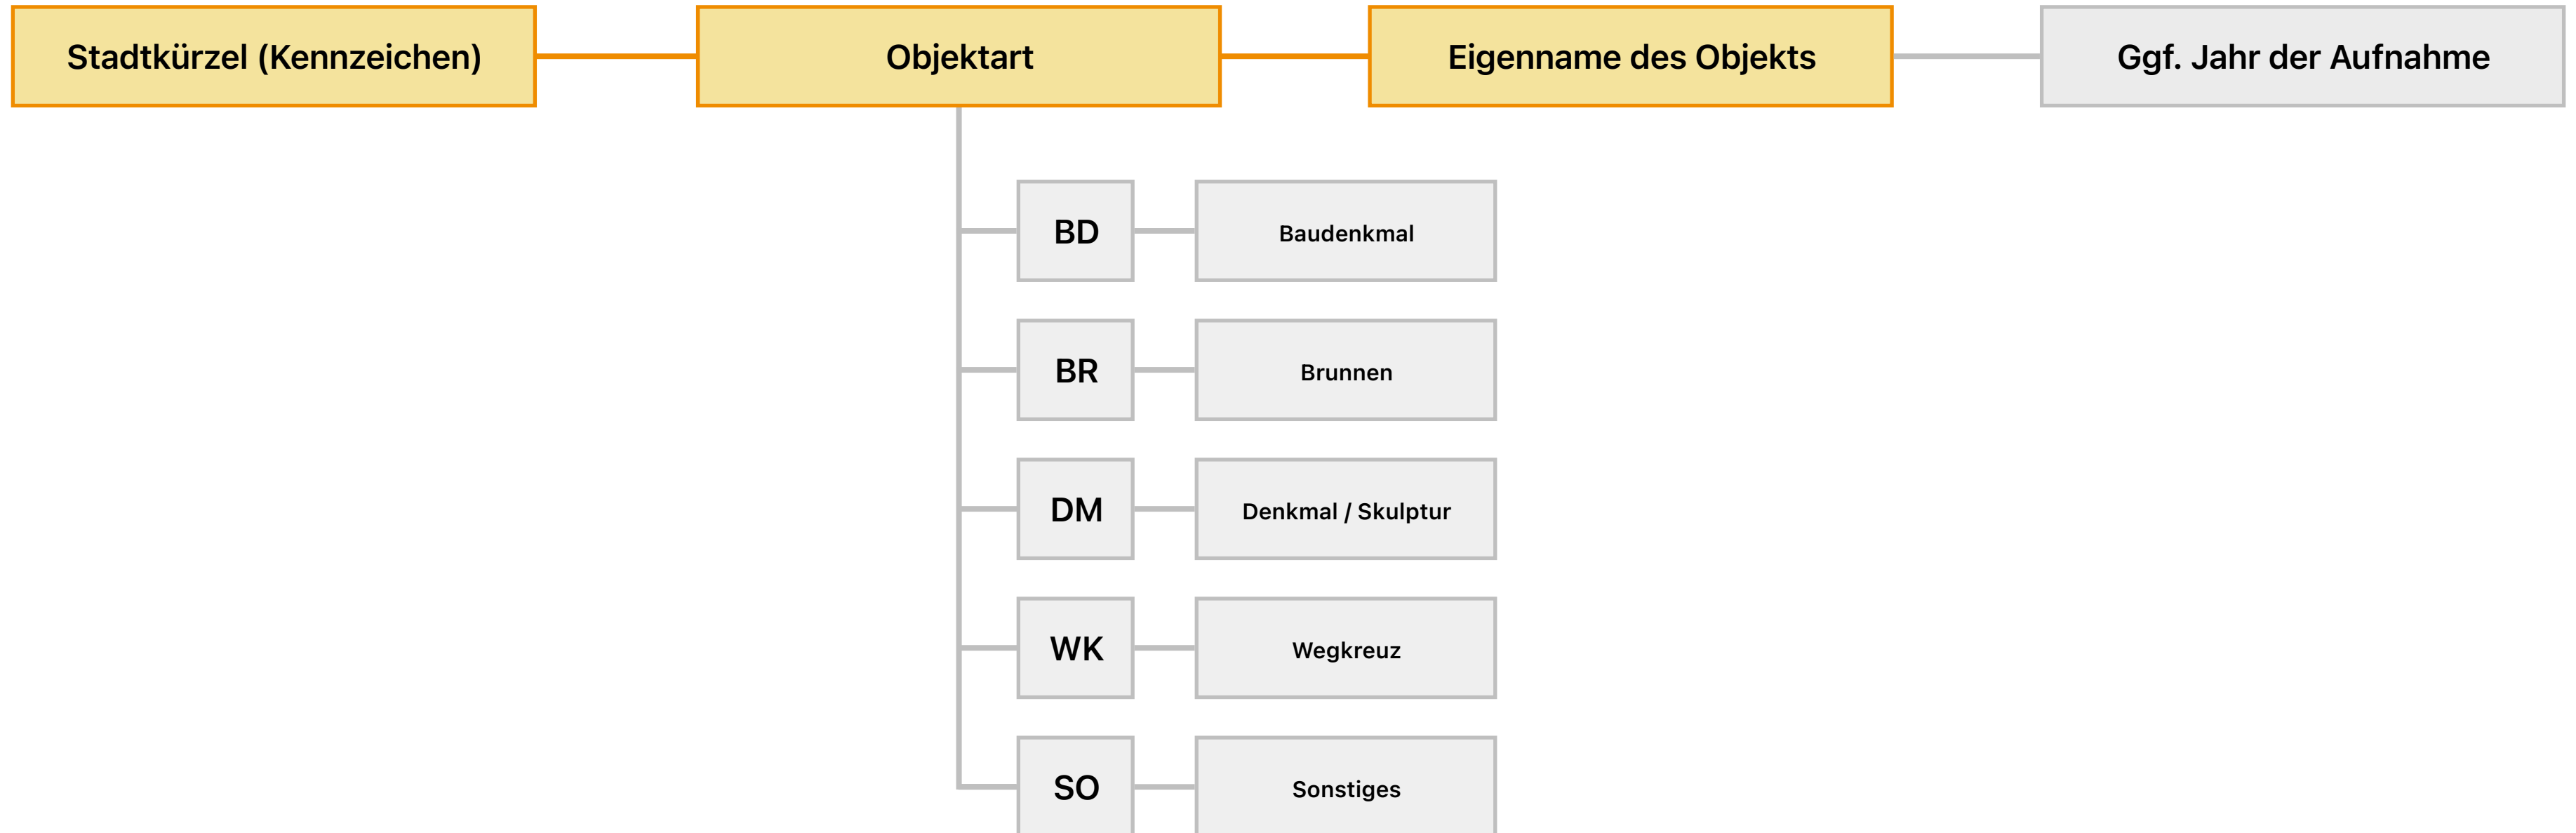 Stadtkürzel (Kennzeichen)
Objektart
Eigenname des Objekts
Ggf. Jahr der Aufnahme
BD
Baudenkmal
BR
Brunnen
DM
Denkmal / Skulptur
WK
Wegkreuz
SO
Sonstiges